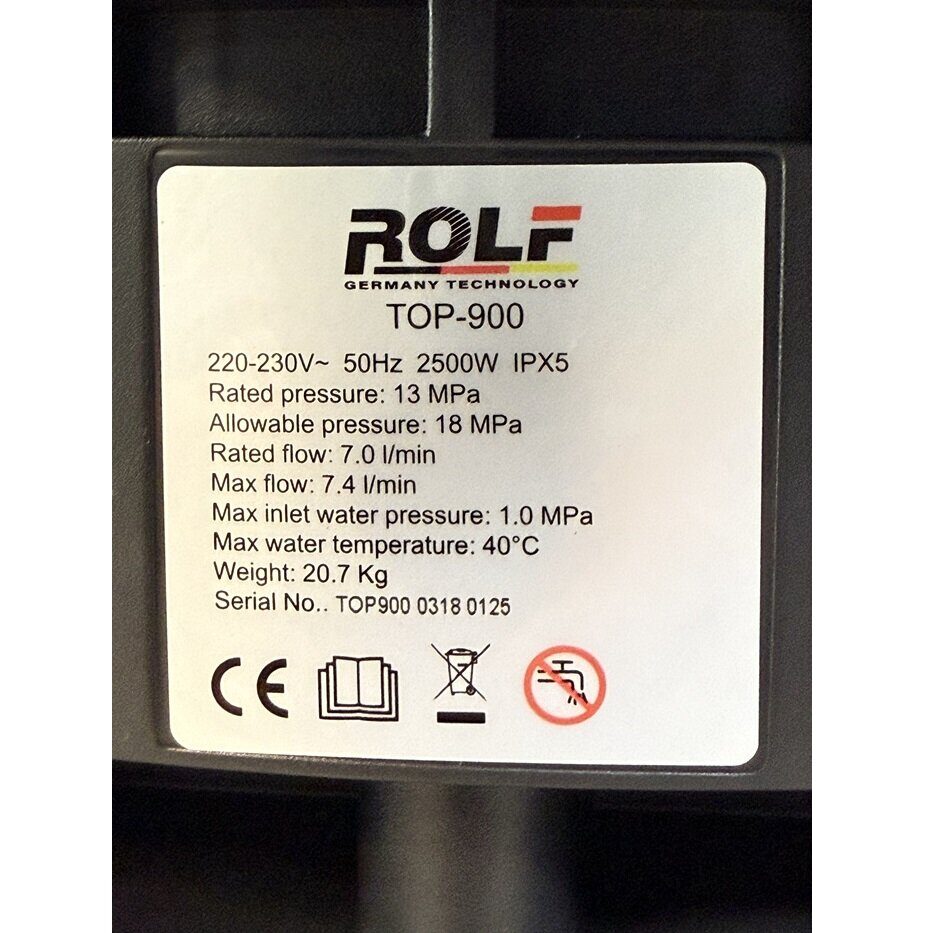 ROLF
GERMANY TECHNOLOGY
TOP-900
220-230V~ 50Hz 2500W IPX5
Rated pressure: 13 MPa
Allowable pressure: 18 MPa
Rated flow: 7.0 l/min
Max flow: 7.4 l/min
Max inlet water pressure: 1.0 MPa
Max water temperature: 40°C
Weight: 20.7 Kg
Serial No.. TOP900 0318 0125
CE